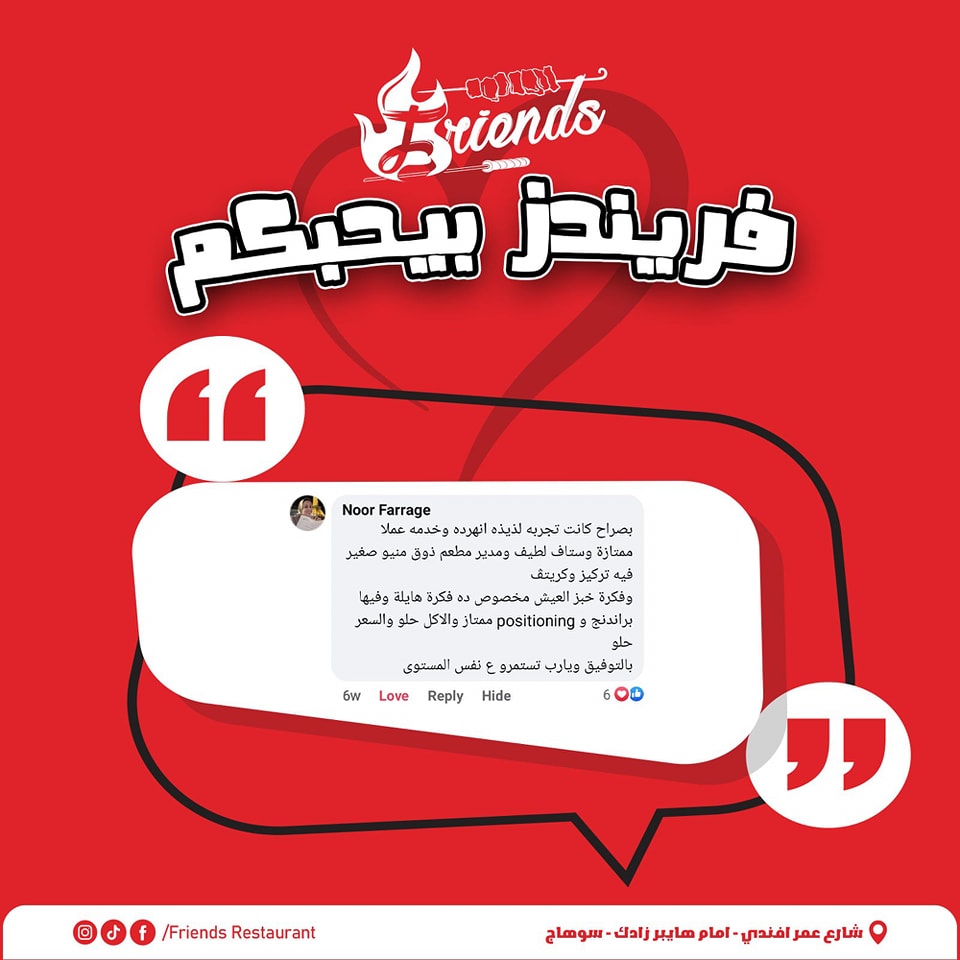 Friends
فريندز بيحبكم
Noor Farrage
بصراح كانت تجربه لذيذه انهرده وخدمه عملا
ممتازة وستاف لطيف ومدير مطعم ذوق منيو صغير
فيه تركيز وكريتڤ
وفكرة خبز العيش مخصوص ده فكرة هايلة وفيها
براندنج و positioning ممتاز والاكل حلو والسعر
حلو
بالتوفيق ويارب تستمرو ع نفس المستوى
6w Love Reply Hide 6
/Friends Restaurant
شارع عمر افندي - امام هايبر زادك - سوهاج